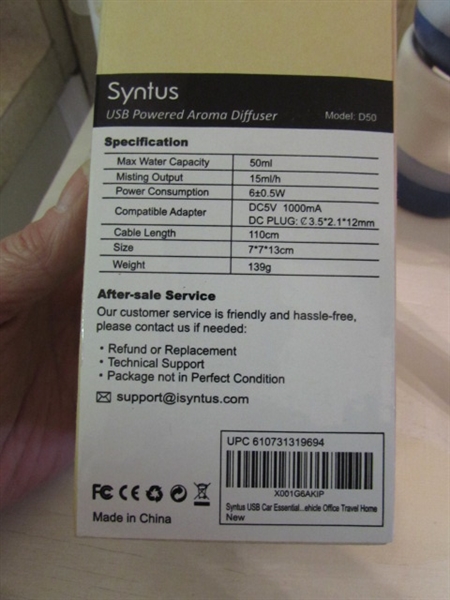 Syntus
USB Powered Aroma Diffuser Model: D50
Specification
Max Water Capacity 50ml
Misting Output 15ml/h
Power Consumption 6±0.5W
Compatible Adapter DC5V 1000mA
DC PLUG: ₡3.5*2.1*12mm
Cable Length 110cm
Size 7*7*13cm
Weight 139g
After-sale Service
Our customer service is friendly and hassle-free,
please contact us if needed:
• Refund or Replacement
• Technical Support
• Package not in Perfect Condition
support@isyntus.com
UPC 610731319694
X001G6AKIP
Syntus USB Car Essential...ehicle Office Travel Home
New
FC CE
Made in China